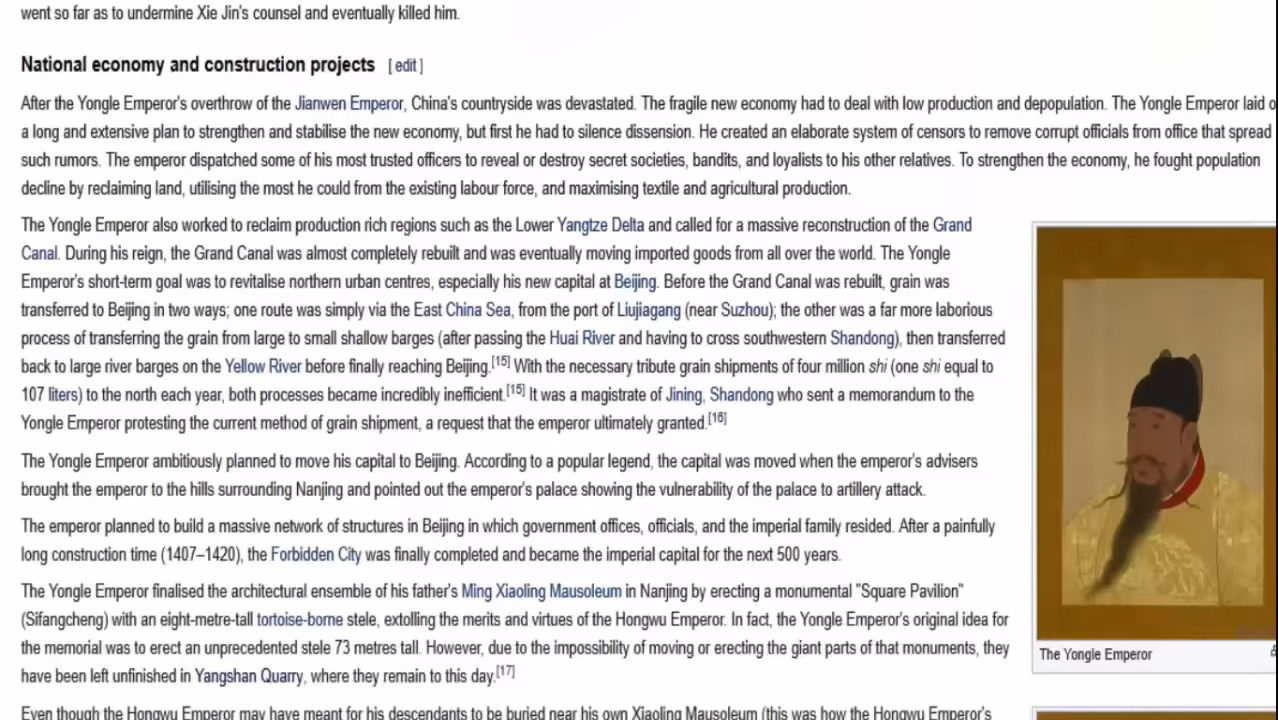 went so far as to undermine Xie Jin's counsel and eventually killed him.
National economy and construction projects [ edit ]
After the Yongle Emperor's overthrow of the Jianwen Emperor, China's countryside was devastated. The fragile new economy had to deal with low production and depopulation. The Yongle Emperor laid
a long and extensive plan to strengthen and stabilise the new economy, but first he had to silence dissension. He created an elaborate system of censors to remove corrupt officials from office that spread
such rumors. The emperor dispatched some of his most trusted officers to reveal or destroy secret societies, bandits, and loyalists to his other relatives. To strengthen the economy, he fought population
decline by reclaiming land, utilising the most he could from the existing labour force, and maximising textile and agricultural production.
The Yongle Emperor also worked to reclaim production rich regions such as the Lower Yangtze Delta and called for a massive reconstruction of the Grand
Canal. During his reign, the Grand Canal was almost completely rebuilt and was eventually moving imported goods from all over the world. The Yongle
Emperor's short-term goal was to revitalise northern urban centres, especially his new capital at Beijing. Before the Grand Canal was rebuilt, grain was
transferred to Beijing in two ways; one route was simply via the East China Sea, from the port of Liujiagang (near Suzhou); the other was a far more laborious
process of transferring the grain from large to small shallow barges (after passing the Huai River and having to cross southwestern Shandong), then transferred
back to large river barges on the Yellow River before finally reaching Beijing.[15] With the necessary tribute grain shipments of four million shi (one shi equal to
107 liters) to the north each year, both processes became incredibly inefficient.[15] It was a magistrate of Jining, Shandong who sent a memorandum to the
Yongle Emperor protesting the current method of grain shipment, a request that the emperor ultimately granted.[16]
The Yongle Emperor ambitiously planned to move his capital to Beijing. According to a popular legend, the capital was moved when the emperor's advisers
brought the emperor to the hills surrounding Nanjing and pointed out the emperor's palace showing the vulnerability of the palace to artillery attack.
The emperor planned to build a massive network of structures in Beijing in which government offices, officials, and the imperial family resided. After a painfully
long construction time (1407–1420), the Forbidden City was finally completed and became the imperial capital for the next 500 years.
The Yongle Emperor finalised the architectural ensemble of his father's Ming Xiaoling Mausoleum in Nanjing by erecting a monumental "Square Pavilion"
(Sifangcheng) with an eight-metre-tall tortoise-borne stele, extolling the merits and virtues of the Hongwu Emperor. In fact, the Yongle Emperor's original idea for
the memorial was to erect an unprecedented stele 73 metres tall. However, due to the impossibility of moving or erecting the giant parts of that monuments, they
have been left unfinished in Yangshan Quarry, where they remain to this day.[17]
The Yongle Emperor
Even though the Hongwu Emperor may have meant for his descendants to be buried near his own Xiaoling Mausoleum (this was how the Hongwu Emperor's